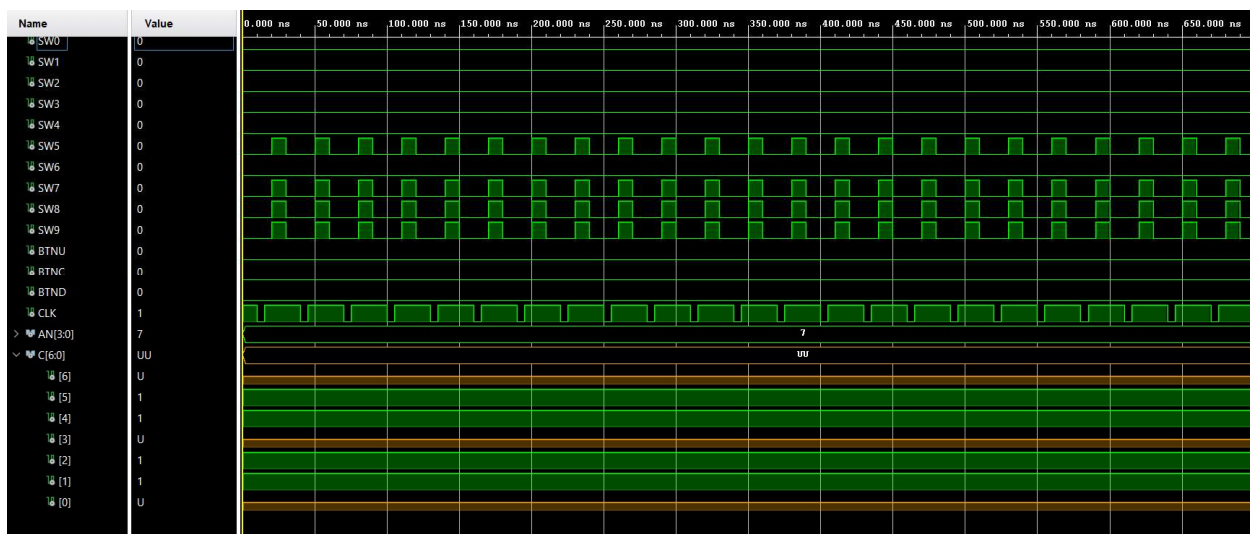 Name Value 0.000 ns 50.000 ns 100.000 ns 150.000 ns 200.000 ns 250.000 ns 300.000 ns 350.000 ns 400.000 ns 450.000 ns 500.000 ns 550.000 ns 600.000 ns 650.000 ns
SW0 0
SW1 0
SW2 0
SW3 0
SW4 0
SW5 0
SW6 0
SW7 0
SW8 0
SW9 0
BTNU 0
BTNC 0
BTND 0
CLK 1
AN[3:0] 7 7
C[6:0] UU UU
[6] U
[5] 1
[4] 1
[3] U
[2] 1
[1] 1
[0] U